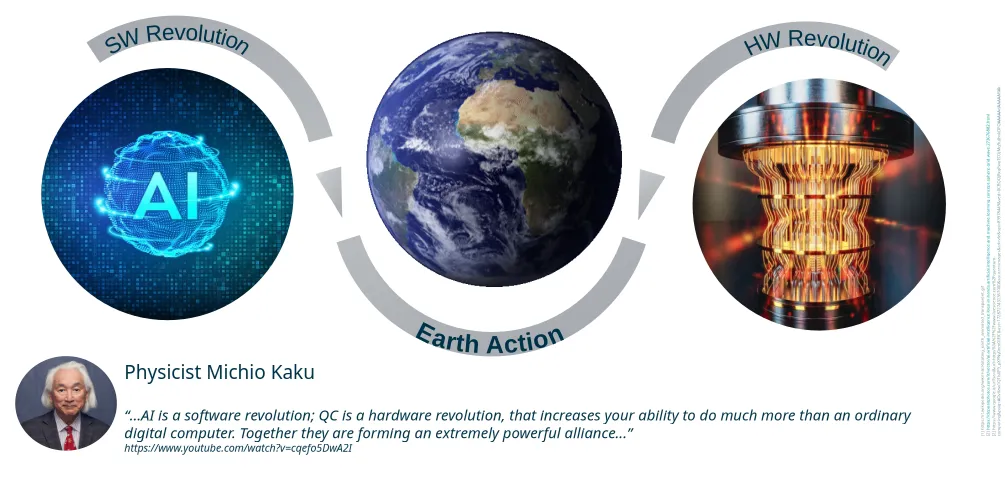 SW Revolution
HW Revolution
AI
Earth Action
Physicist Michio Kaku
“...AI is a software revolution; QC is a hardware revolution, that increases your ability to do much more than an ordinary
digital computer. Together they are forming an extremely powerful alliance...”
https://www.youtube.com/watch?v=cqefo5DwA2I